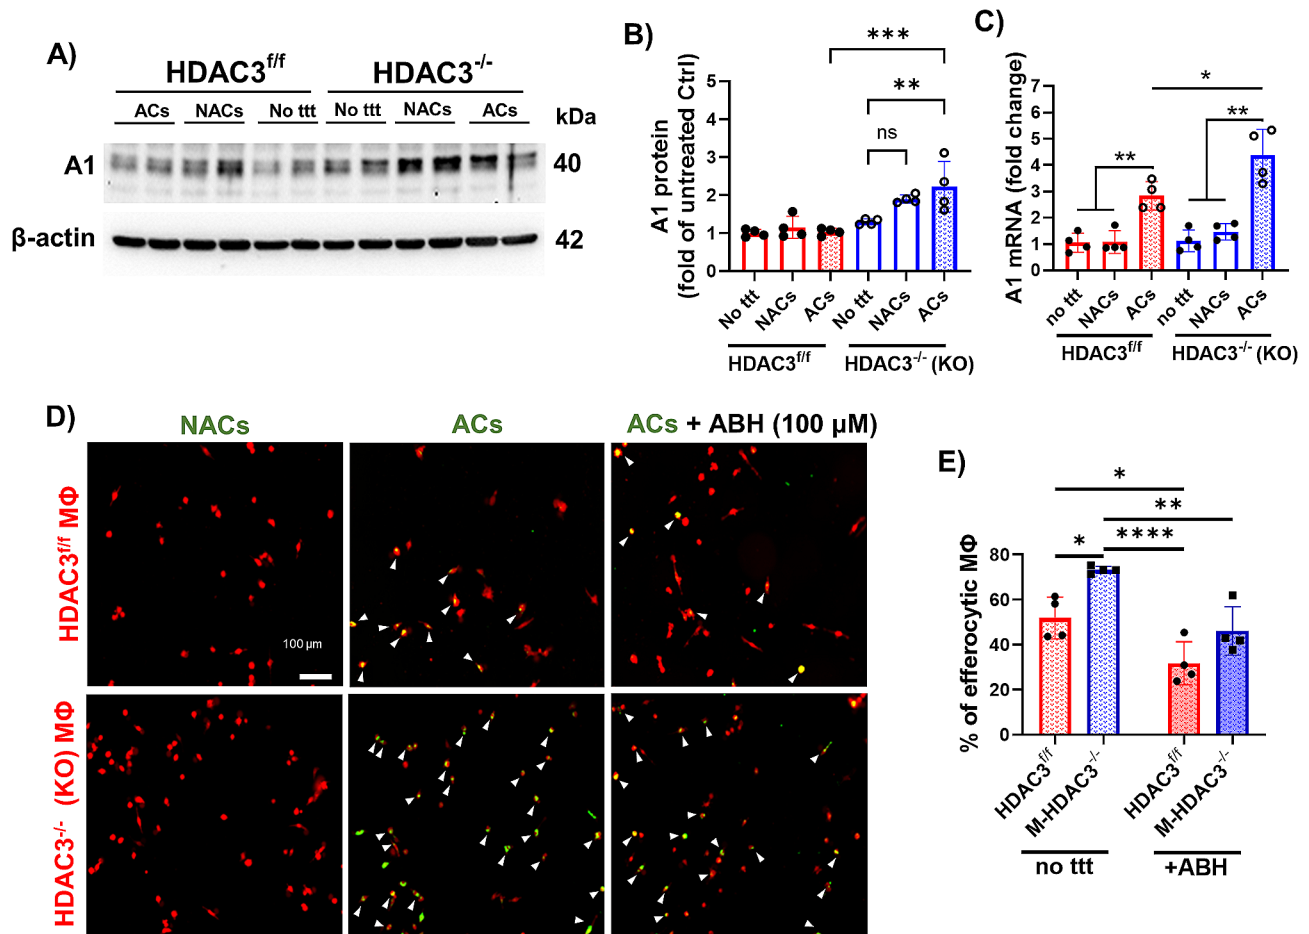 A)
HDAC3f/f HDAC3-/-
ACs NACs No ttt No ttt NACs ACs kDa
A1 40
β-actin 42
B)
A1 protein
(fold of untreated Ctrl)
***
**
ns
5
4
3
2
1
0
No ttt NACs ACs No ttt NACs ACs
HDAC3f/f HDAC3-/- (KO)
C)
A1 mRNA (fold change)
*
**
**
7
6
5
4
3
2
1
0
no ttt NACs ACs no ttt NACs ACs
HDAC3f/f HDAC3-/- (KO)
D)
NACs ACs ACs + ABH (100 µM)
HDAC3f/f MΦ
100 µm
HDAC3-/- (KO) MΦ
E)
% of efferocytic MΦ
*
**
****
*
80
60
40
20
0
HDAC3f/f M-HDAC3-/- HDAC3f/f M-HDAC3-/-
no ttt +ABH